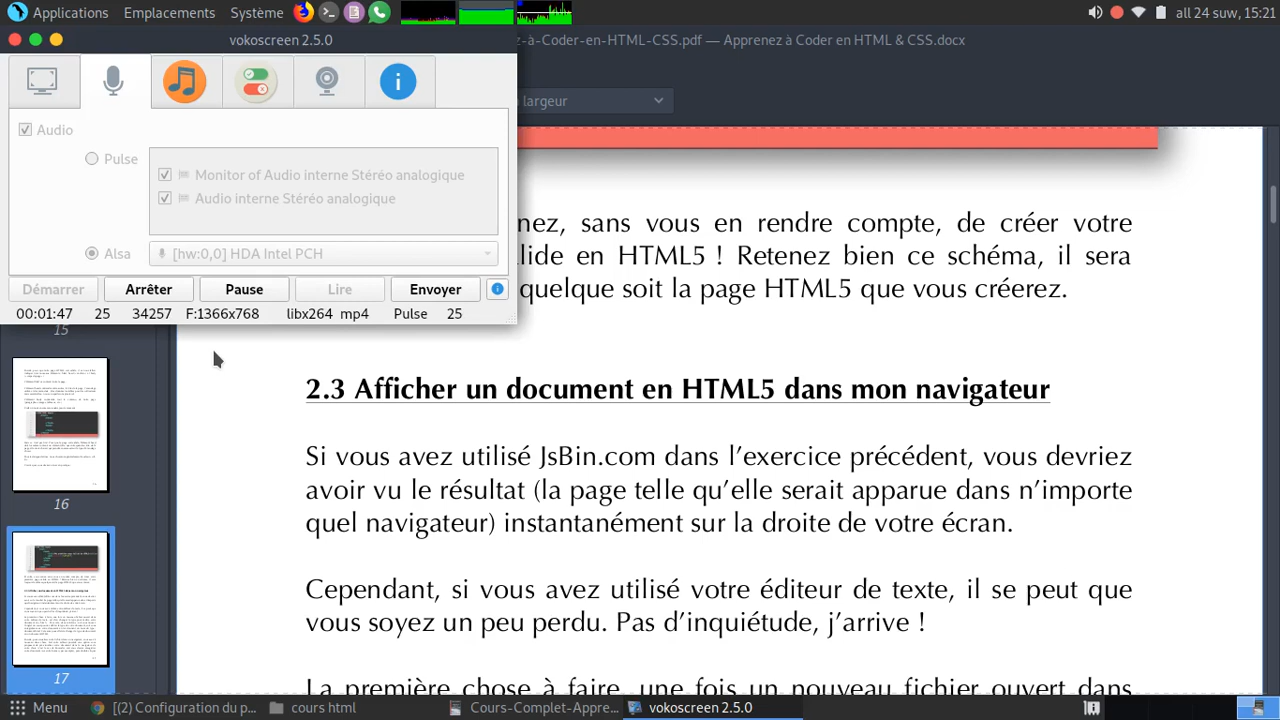 Applications Emplacements Système all 24 suw, 15:21
vokoscreen 2.5.0
z-à-Coder-en-HTML-CSS.pdf — Apprenez à Coder en HTML & CSS.docx
largeur
Audio
Pulse
Monitor of Audio interne Stéréo analogique
Audio interne Stéréo analogique
Alsa
[hw:0,0] HDA Intel PCH
Démarrer Arrêter Pause Lire Envoyer
00:01:47 25 34257 F:1366x768 libx264 mp4 Pulse 25
15
16
17
nez, sans vous en rendre compte, de créer votre
lide en HTML5 ! Retenez bien ce schéma, il sera
quelque soit la page HTML5 que vous créerez.
2.3 Afficher un document en HTML5 dans mon navigateur
Si vous avez utilisé JsBin.com dans l’exercice précédent, vous devriez
avoir vu le résultat (la page telle qu’elle serait apparue dans n’importe
quel navigateur) instantanément sur la droite de votre écran.
Cependant, si vous avez utilisé votre éditeur de texte, il se peut que
vous soyez un peu perdu. Pas d’inquiétude, j’arrive !
La première chose à faire, une fois un nouveau fichier ouvert dans
Menu [(2) Configuration du p... cours html Cours-Complet-Appre... vokoscreen 2.5.0